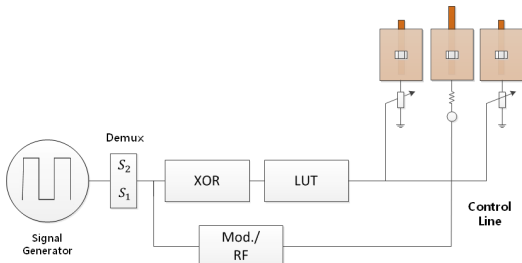 Demux
S2
S1
XOR
LUT
Mod./
RF
Signal
Generator
Control
Line